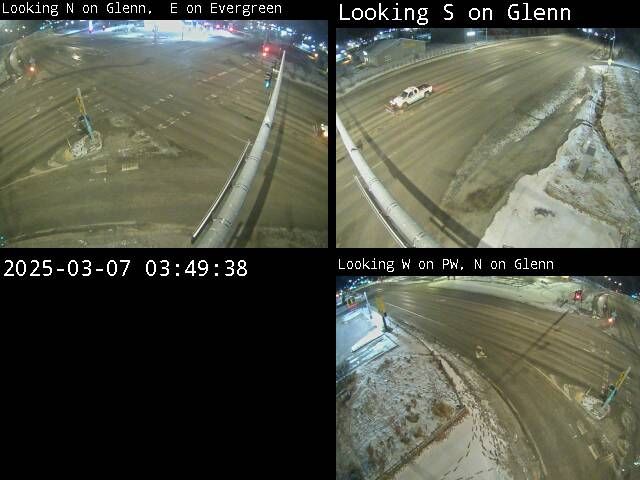 Looking N on Glenn,  E on Evergreen
Looking S on Glenn
2025-03-07 03:49:38
Looking W on PW, N on Glenn